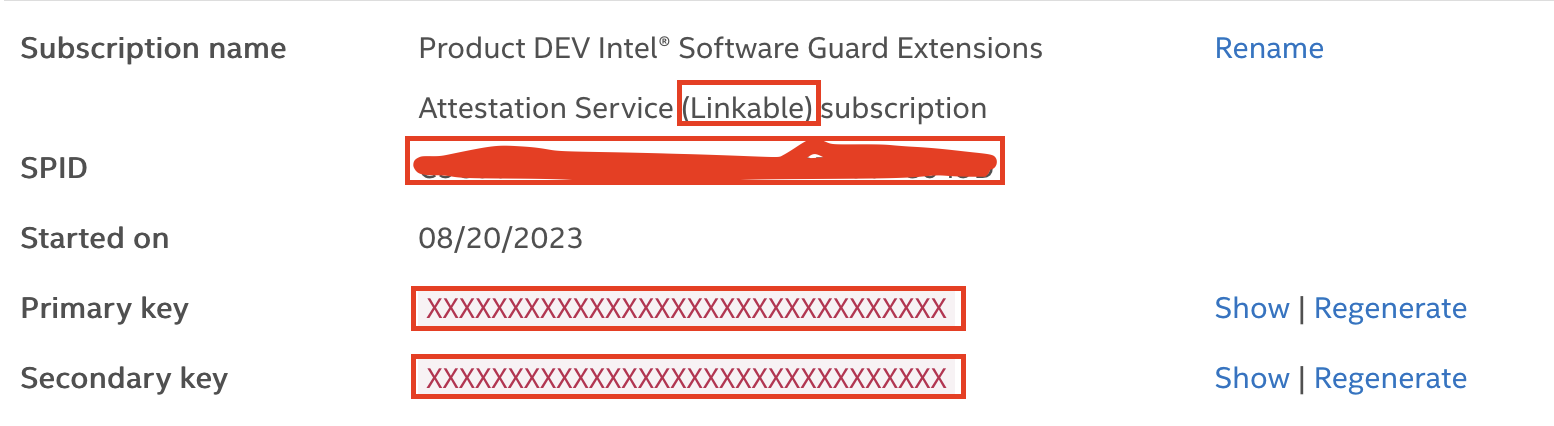 Subscription name Product DEV Intel® Software Guard Extensions Rename
Attestation Service (Linkable) subscription
SPID
Started on 08/20/2023
Primary key XXXXXXXXXXXXXXXXXXXXXXXXXXXXXXXX Show | Regenerate
Secondary key XXXXXXXXXXXXXXXXXXXXXXXXXXXXXXXX Show | Regenerate